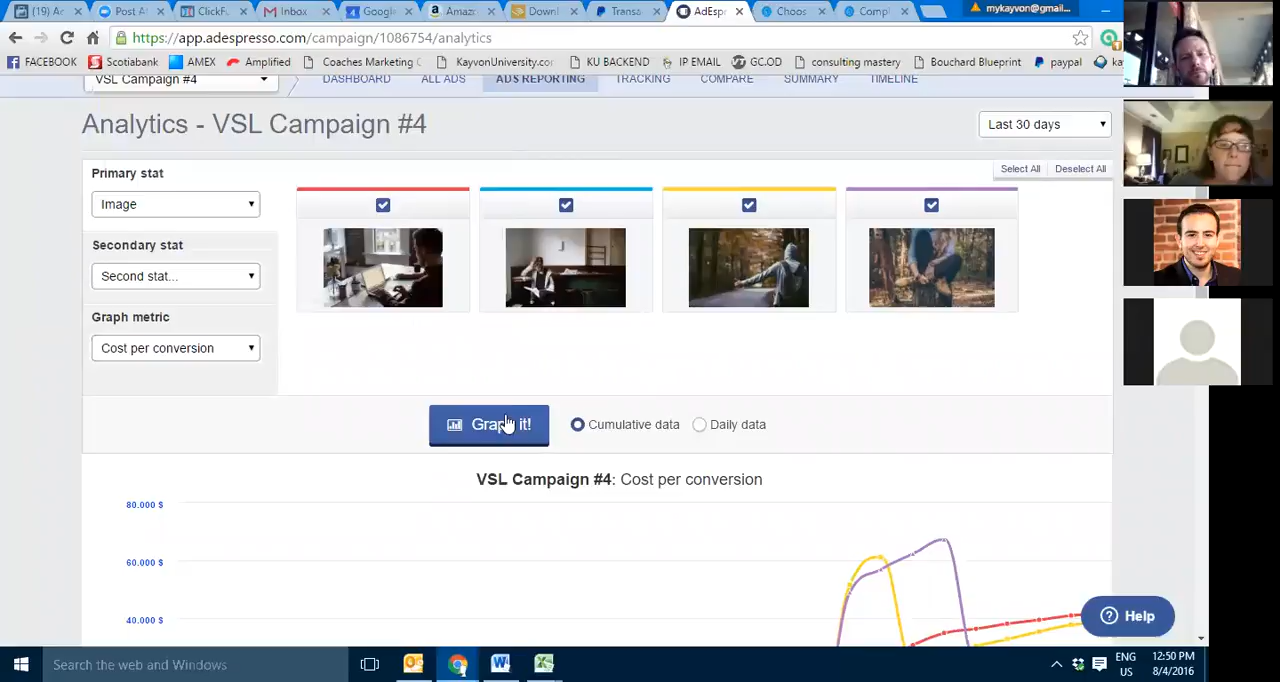 (19) Ac
Post A
ClickF
Inbox
Google
Amazo
Downl
Transa
AdEsp
Choos
Compl
mykayvon@gmail...
https://app.adespresso.com/campaign/1086754/analytics
FACEBOOK
Scotiabank
AMEX
Amplified
Coaches Marketing C
KayvonUniversity.co
KU BACKEND
IP EMAIL
GC.OD
consulting mastery
Bouchard Blueprint
paypal
ka
VSL Campaign #4
DASHBOARD
ALL ADS
ADS REPORTING
TRACKING
COMPARE
SUMMARY
TIMELINE
Analytics - VSL Campaign #4
Last 30 days
Primary stat
Select All
Deselect All
Image
Secondary stat
Second stat...
Graph metric
Cost per conversion
Graph it!
Cumulative data
Daily data
VSL Campaign #4: Cost per conversion
80.000 $
60.000 $
40.000 $
Help
Search the web and Windows
ENG
US
12:50 PM
8/4/2016